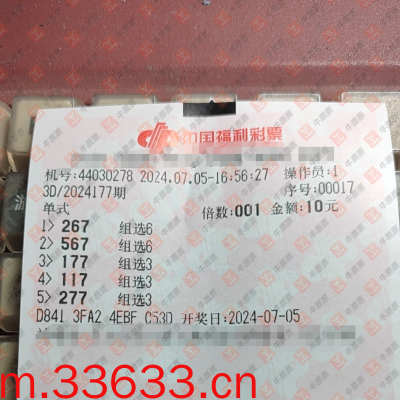 中国福利彩票
机号:44030278 2024.07.05-16:56:27 操作员:1
3D/2024177期 序号:00017
单式 倍数:001 金额:10元
1> 267 组选6
2> 567 组选6
3> 177 组选3
4> 117 组选3
5> 277 组选3
D841 3FA2 4EBF C53D 开奖日:2024-07-05
m.33633.cn